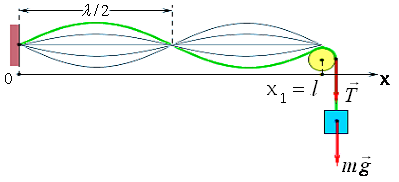 λ/2
0
x₁ = l
x
T⃗
mg⃗